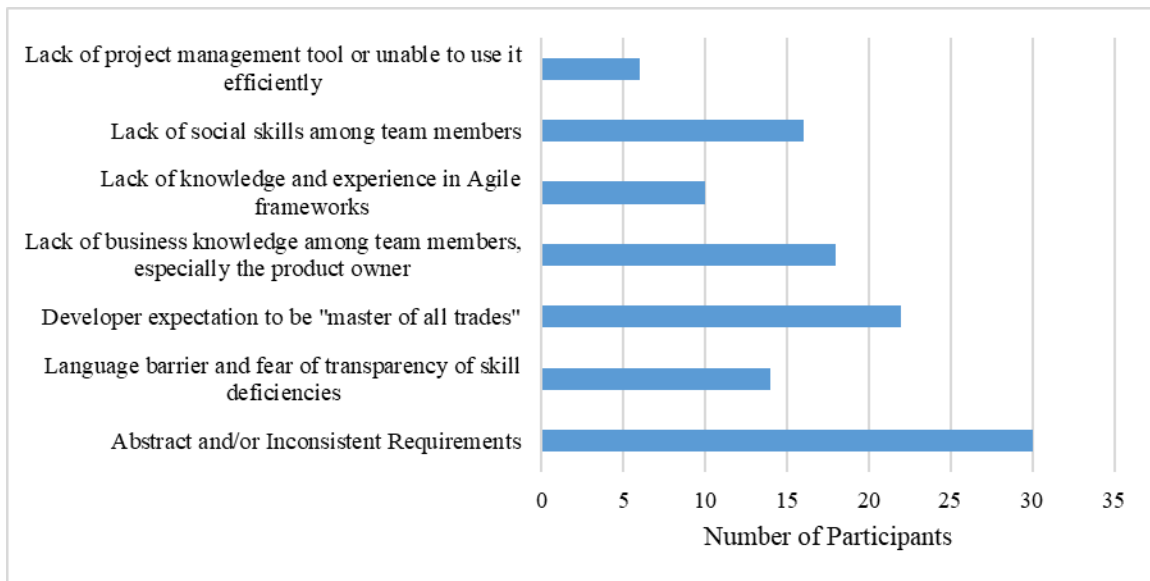 Lack of project management tool or unable to use it
efficiently
Lack of social skills among team members
Lack of knowledge and experience in Agile
frameworks
Lack of business knowledge among team members,
especially the product owner
Developer expectation to be "master of all trades"
Language barrier and fear of transparency of skill
deficiencies
Abstract and/or Inconsistent Requirements
0 5 10 15 20 25 30 35
Number of Participants